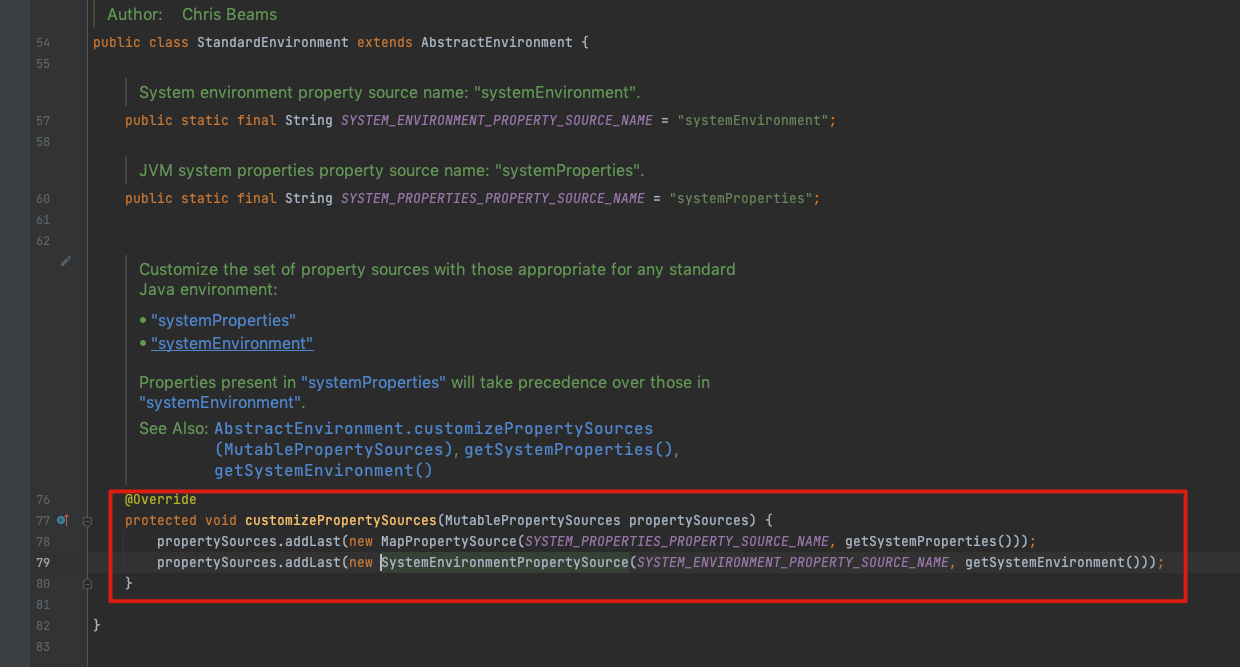 Author: Chris Beams
54 public class StandardEnvironment extends AbstractEnvironment {
55
System environment property source name: "systemEnvironment".
57 public static final String SYSTEM_ENVIRONMENT_PROPERTY_SOURCE_NAME = "systemEnvironment";
58
JVM system properties property source name: "systemProperties".
60 public static final String SYSTEM_PROPERTIES_PROPERTY_SOURCE_NAME = "systemProperties";
61
62
Customize the set of property sources with those appropriate for any standard
Java environment:
• "systemProperties"
• "systemEnvironment"
Properties present in "systemProperties" will take precedence over those in
"systemEnvironment".
See Also: AbstractEnvironment.customizePropertySources
(MutablePropertySources), getSystemProperties(),
getSystemEnvironment()
76 @Override
77 protected void customizePropertySources(MutablePropertySources propertySources) {
78 propertySources.addLast(new MapPropertySource(SYSTEM_PROPERTIES_PROPERTY_SOURCE_NAME, getSystemProperties()));
79 propertySources.addLast(new SystemEnvironmentPropertySource(SYSTEM_ENVIRONMENT_PROPERTY_SOURCE_NAME, getSystemEnvironment()));
80 }
81
82 }
83